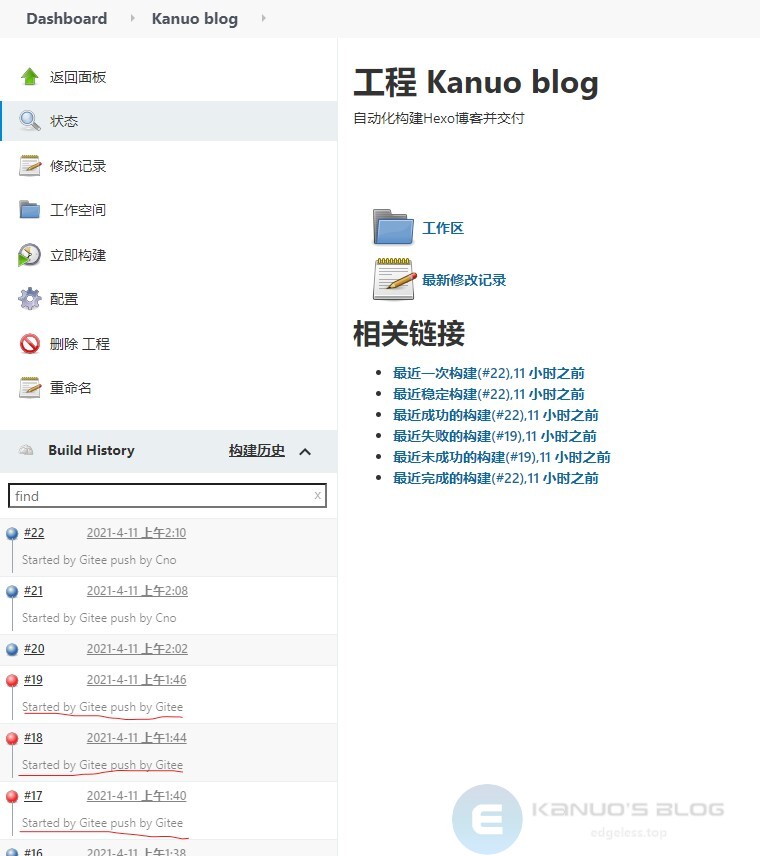 Dashboard Kanuo blog
返回面板
状态
修改记录
工作空间
立即构建
配置
删除 工程
重命名
Build History 构建历史
find x
#22 2021-4-11 上午2:10
Started by Gitee push by Cno
#21 2021-4-11 上午2:08
Started by Gitee push by Cno
#20 2021-4-11 上午2:02
#19 2021-4-11 上午1:46
Started by Gitee push by Gitee
#18 2021-4-11 上午1:44
Started by Gitee push by Gitee
#17 2021-4-11 上午1:40
Started by Gitee push by Gitee
#16 2021-4-11 上午1:38
工程 Kanuo blog
自动化构建Hexo博客并交付
工作区
最新修改记录
相关链接
最近一次构建(#22),11 小时之前
最近稳定构建(#22),11 小时之前
最近成功的构建(#22),11 小时之前
最近失败的构建(#19),11 小时之前
最近未成功的构建(#19),11 小时之前
最近完成的构建(#22),11 小时之前
KANUO'S BLOG
edgeless.top